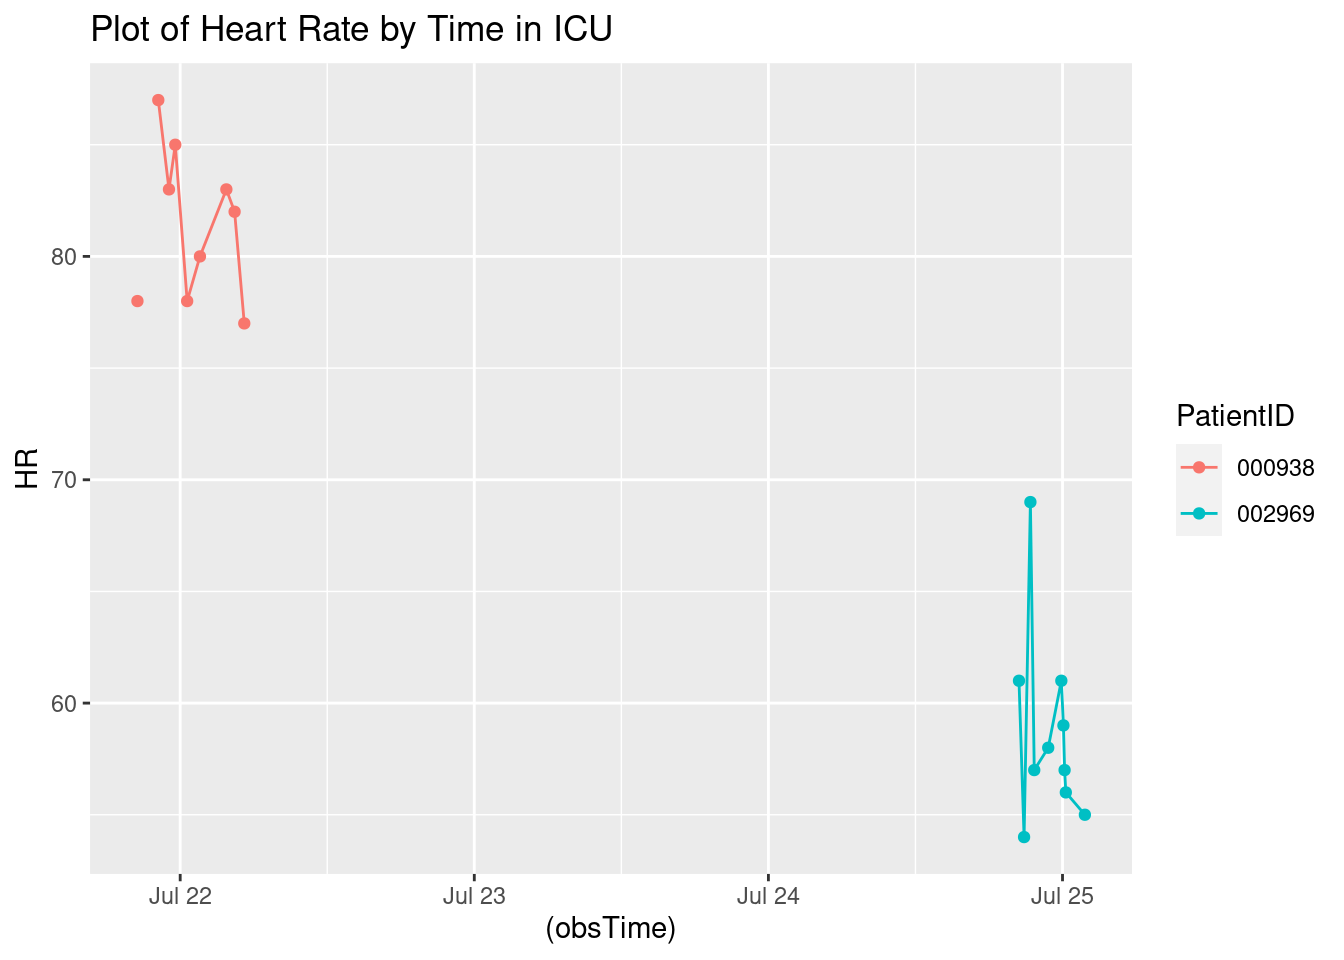 Plot of Heart Rate by Time in ICU
80
70
60
HR
Jul 22
Jul 23
Jul 24
Jul 25
(obsTime)
PatientID
000938
002969